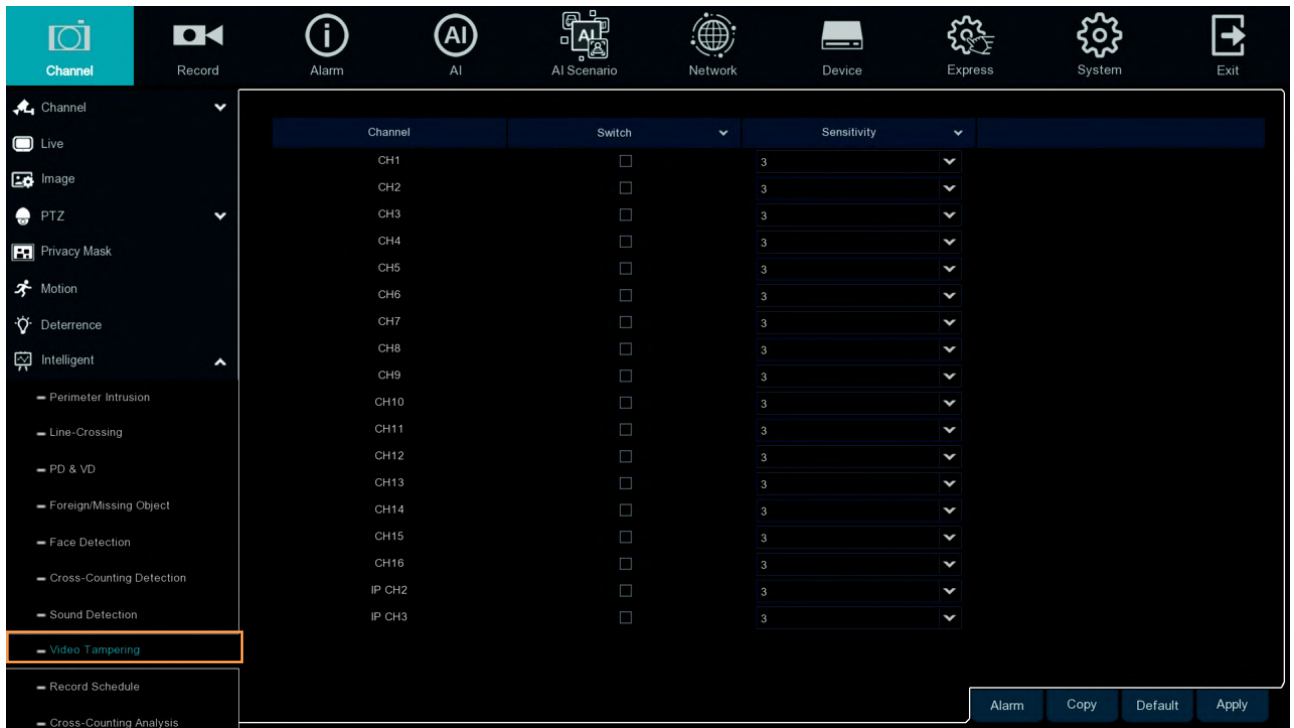 Channel
Record
Alarm
AI
AI Scenario
Network
Device
Express
System
Exit
Channel
Live
Image
PTZ
Privacy Mask
Motion
Deterrence
Intelligent
Perimeter Intrusion
Line-Crossing
PD & VD
Foreign/Missing Object
Face Detection
Cross-Counting Detection
Sound Detection
Video Tampering
Record Schedule
Cross-Counting Analysis
Channel Switch Sensitivity
CH1 3
CH2 3
CH3 3
CH4 3
CH5 3
CH6 3
CH7 3
CH8 3
CH9 3
CH10 3
CH11 3
CH12 3
CH13 3
CH14 3
CH15 3
CH16 3
IP CH2 3
IP CH3 3
Alarm Copy Default Apply